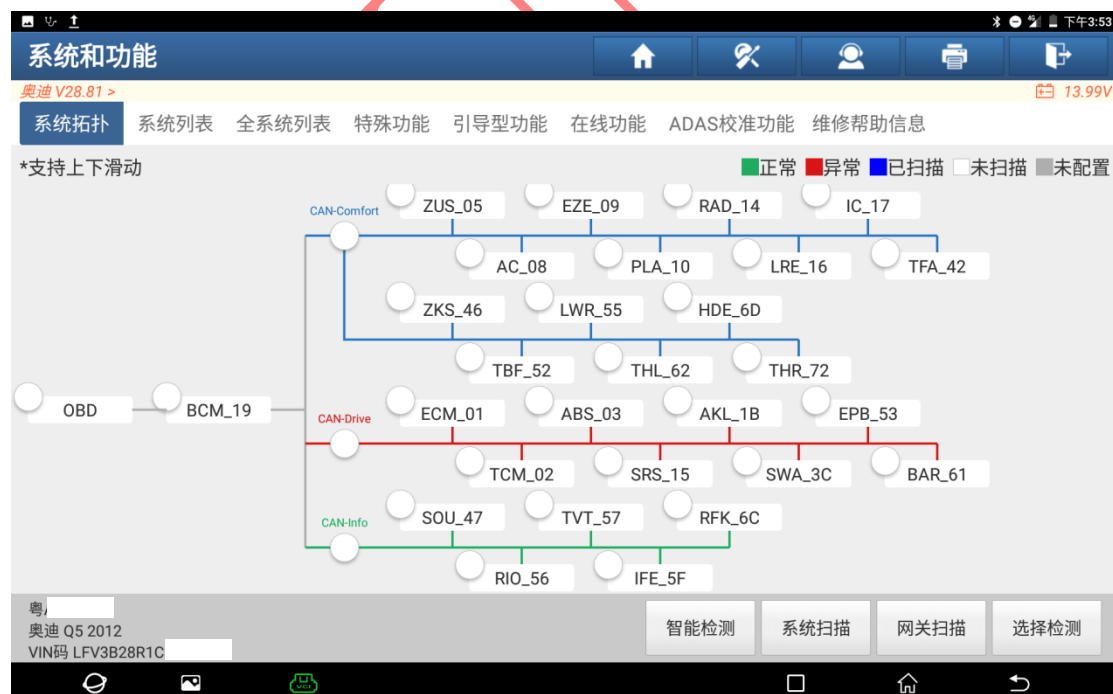 下午3:53
系统和功能
奥迪 V28.81 >
13.99V
系统拓扑 系统列表 全系统列表 特殊功能 引导型功能 在线功能 ADAS校准功能 维修帮助信息
*支持上下滑动
正常 异常 已扫描 未扫描 未配置
CAN-Comfort ZUS_05 EZE_09 RAD_14 IC_17
AC_08 PLA_10 LRE_16 TFA_42
ZKS_46 LWR_55 HDE_6D
TBF_52 THL_62 THR_72
OBD BCM_19
CAN-Drive ECM_01 ABS_03 AKL_1B EPB_53
TCM_02 SRS_15 SWA_3C BAR_61
CAN-Info SOU_47 TVT_57 RFK_6C
RIO_56 IFE_5F
粤
奥迪 Q5 2012
VIN码 LFV3B28R1C
智能检测 系统扫描 网关扫描 选择检测
VCI